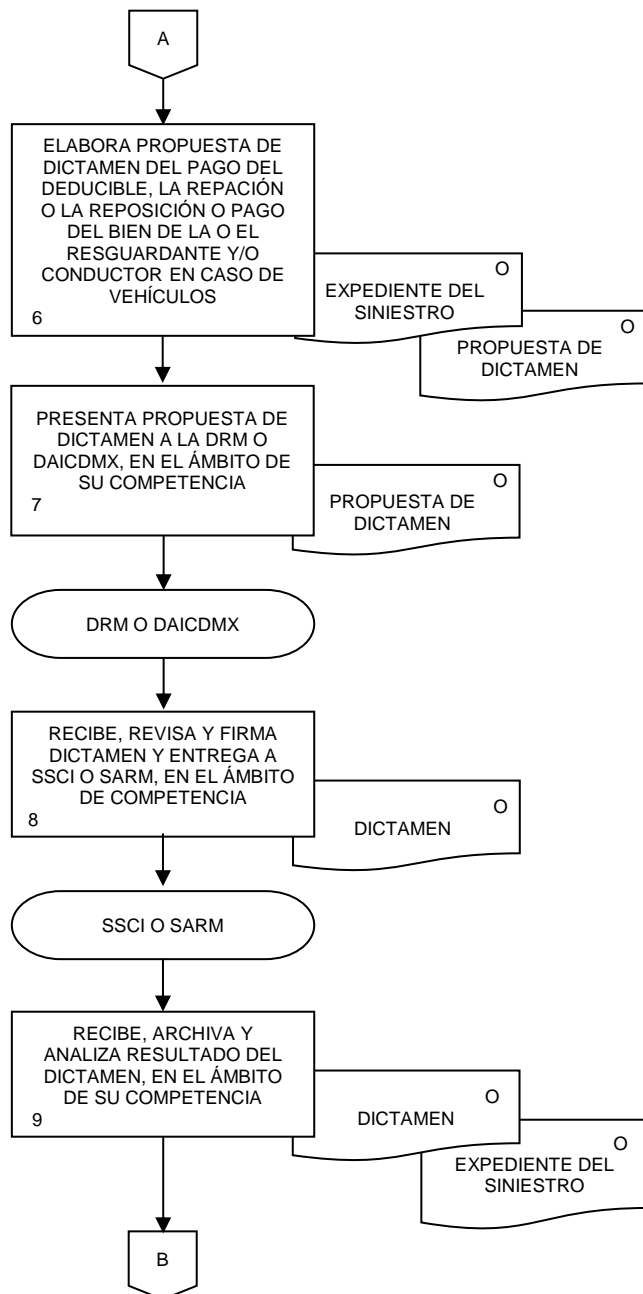 A
ELABORA PROPUESTA DE
DICTAMEN DEL PAGO DEL
DEDUCIBLE, LA REPACIÓN
O LA REPOSICIÓN O PAGO
DEL BIEN DE LA O EL
RESGUARDANTE Y/O
CONDUCTOR EN CASO DE
VEHÍCULOS
6
O
EXPEDIENTE DEL
SINIESTRO
O
PROPUESTA DE
DICTAMEN
PRESENTA PROPUESTA DE
DICTAMEN A LA DRM O
DAICDMX, EN EL ÁMBITO DE
SU COMPETENCIA
7
O
PROPUESTA DE
DICTAMEN
DRM O DAICDMX
RECIBE, REVISA Y FIRMA
DICTAMEN Y ENTREGA A
SSCI O SARM, EN EL ÁMBITO
DE COMPETENCIA
8
O
DICTAMEN
SSCI O SARM
RECIBE, ARCHIVA Y
ANALIZA RESULTADO DEL
DICTAMEN, EN EL ÁMBITO
DE SU COMPETENCIA
9
O
DICTAMEN
O
EXPEDIENTE DEL
SINIESTRO
B